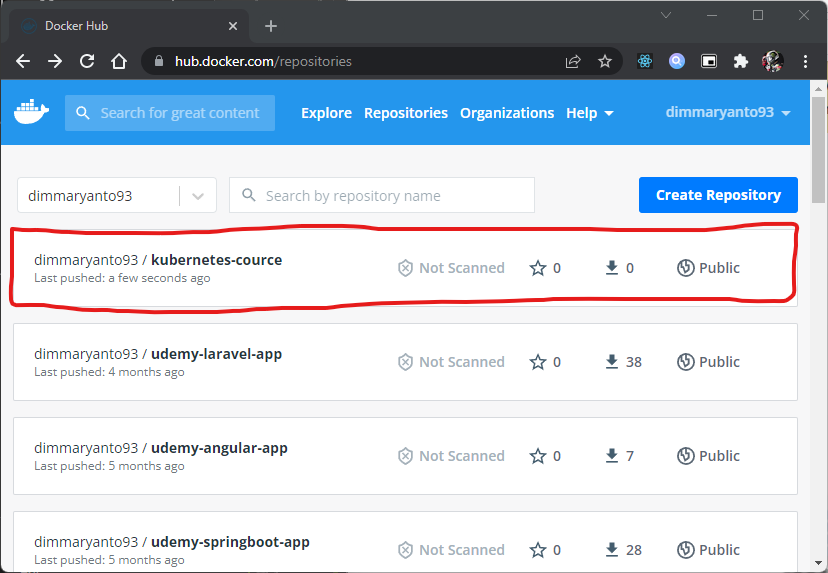 Docker Hub
hub.docker.com/repositories
Search for great content
Explore Repositories Organizations Help
dimmaryanto93
dimmaryanto93
Search by repository name
Create Repository
dimmaryanto93 / kubernetes-cource
Last pushed: a few seconds ago
Not Scanned 0 0 Public
dimmaryanto93 / udemy-laravel-app
Last pushed: 4 months ago
Not Scanned 0 38 Public
dimmaryanto93 / udemy-angular-app
Last pushed: 5 months ago
Not Scanned 0 7 Public
dimmaryanto93 / udemy-springboot-app
Last pushed: 5 months ago
Not Scanned 0 28 Public